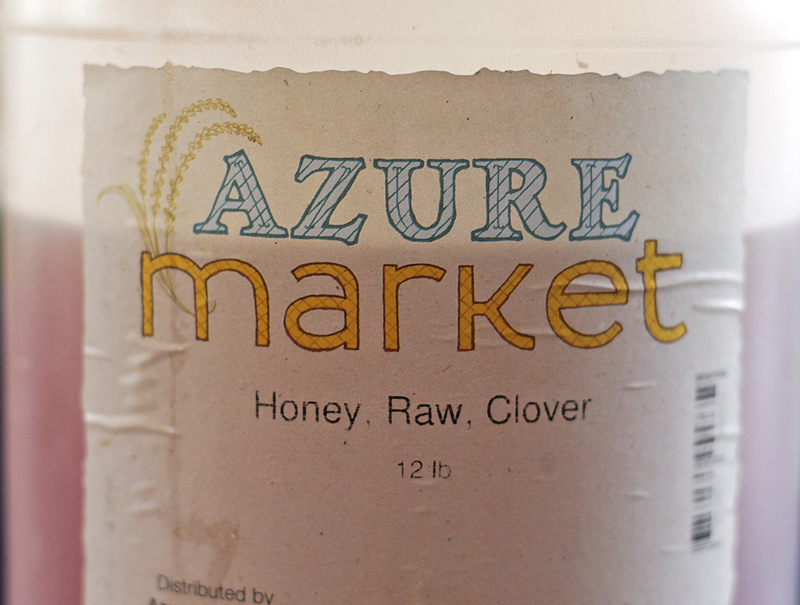 AZURE
market
Honey, Raw, Clover
12 lb
Distributed by